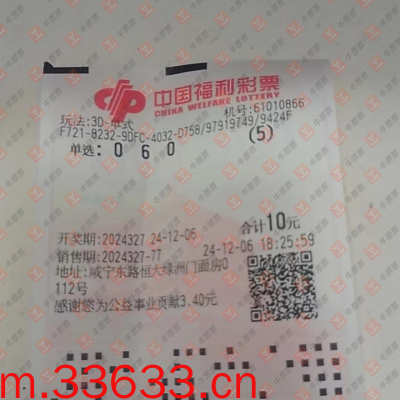 中国福利彩票
CHINA WELFARE LOTTERY
玩法:3D-单式 机号:61010866
F721-8232-9DFC-4032-D758/97919749/9424F
单选: 0 6 0 (5)
合计10元
开奖期:2024327 24-12-06
销售期:2024327-77 24-12-06 18:25:59
地址:咸宁东路恒大绿洲门面房0
112号
感谢您为公益事业贡献3.40元
m.33633.cn